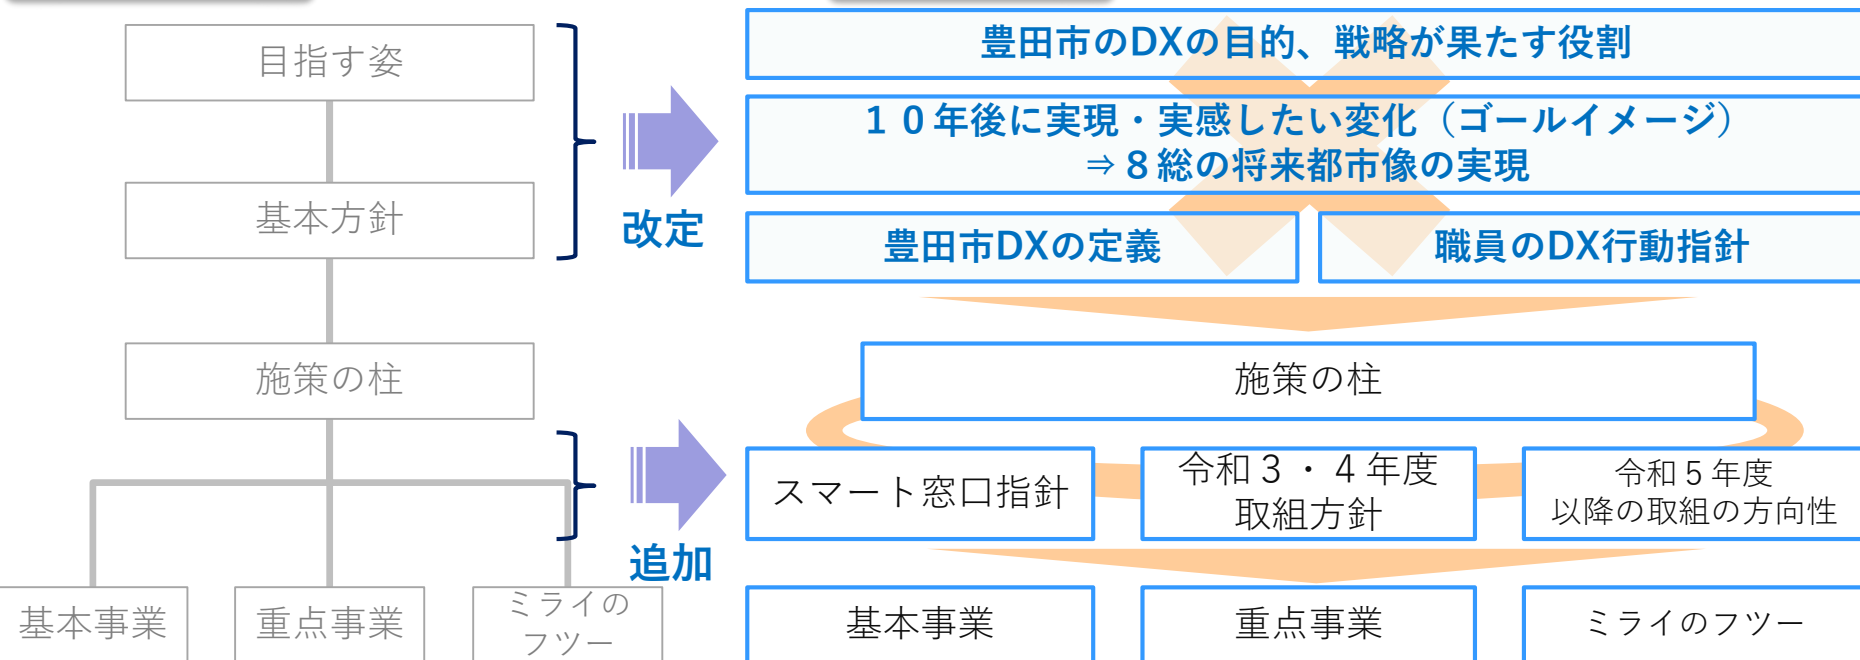 目指す姿
基本方針
施策の柱
基本事業
重点事業
ミライの
フツー
改定
追加
豊田市のDXの目的、戦略が果たす役割
１０年後に実現・実感したい変化（ゴールイメージ）
⇒８総の将来都市像の実現
豊田市DXの定義
職員のDX行動指針
施策の柱
スマート窓口指針
令和３・４年度
取組方針
令和５年度
以降の取組の方向性
基本事業
重点事業
ミライのフツー